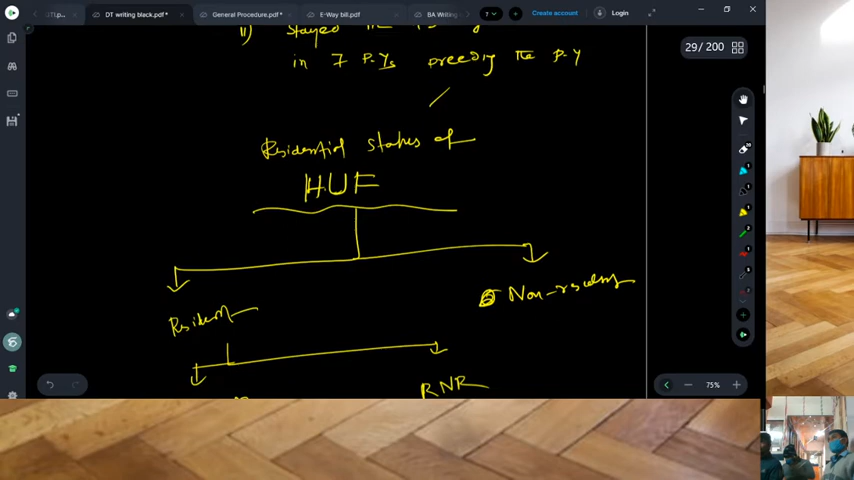 DT writing black.pdf*
General Procedure.pdf*
E-Way bill.pdf
BA Writing
7
Create account
Login
29 / 200
in 7 P.Ys preceding the P.Y
Residential status of
HUF
Resident
Non-resident
RNR
75%